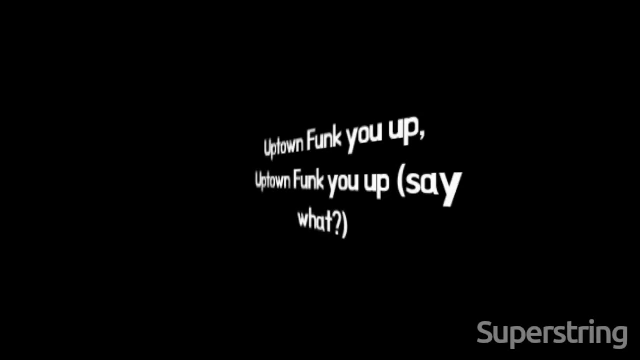 Uptown Funk you up,
Uptown Funk you up (say
what?)
Superstring